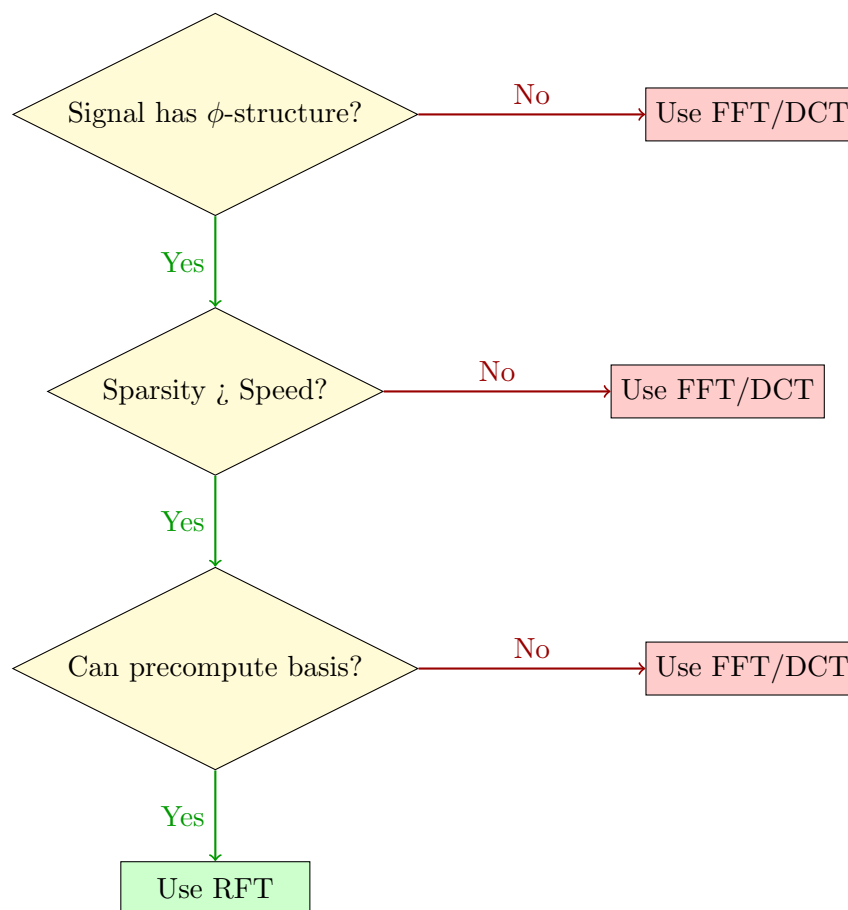 Signal has ϕ-structure?
No
Use FFT/DCT
Yes
Sparsity ¿ Speed?
No
Use FFT/DCT
Yes
Can precompute basis?
No
Use FFT/DCT
Yes
Use RFT